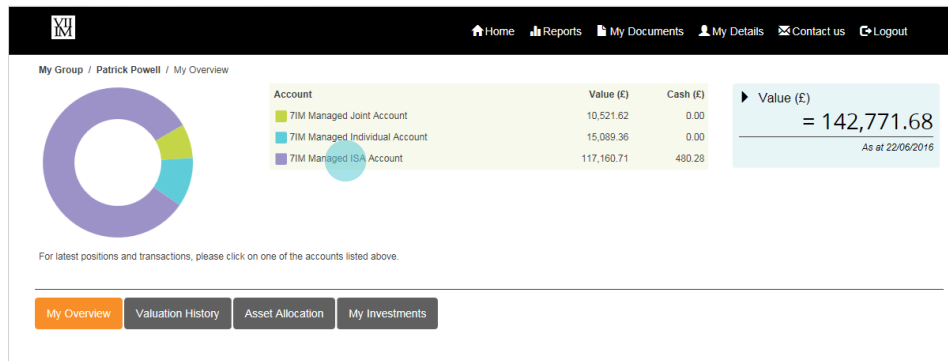 VII
IM
Home Reports My Documents My Details Contact us Logout
My Group / Patrick Powell / My Overview
Account Value (£) Cash (£)
7IM Managed Joint Account 10,521.62 0.00
7IM Managed Individual Account 15,089.36 0.00
7IM Managed ISA Account 117,160.71 480.28
Value (£)
= 142,771.68
As at 22/06/2016
For latest positions and transactions, please click on one of the accounts listed above.
My Overview Valuation History Asset Allocation My Investments